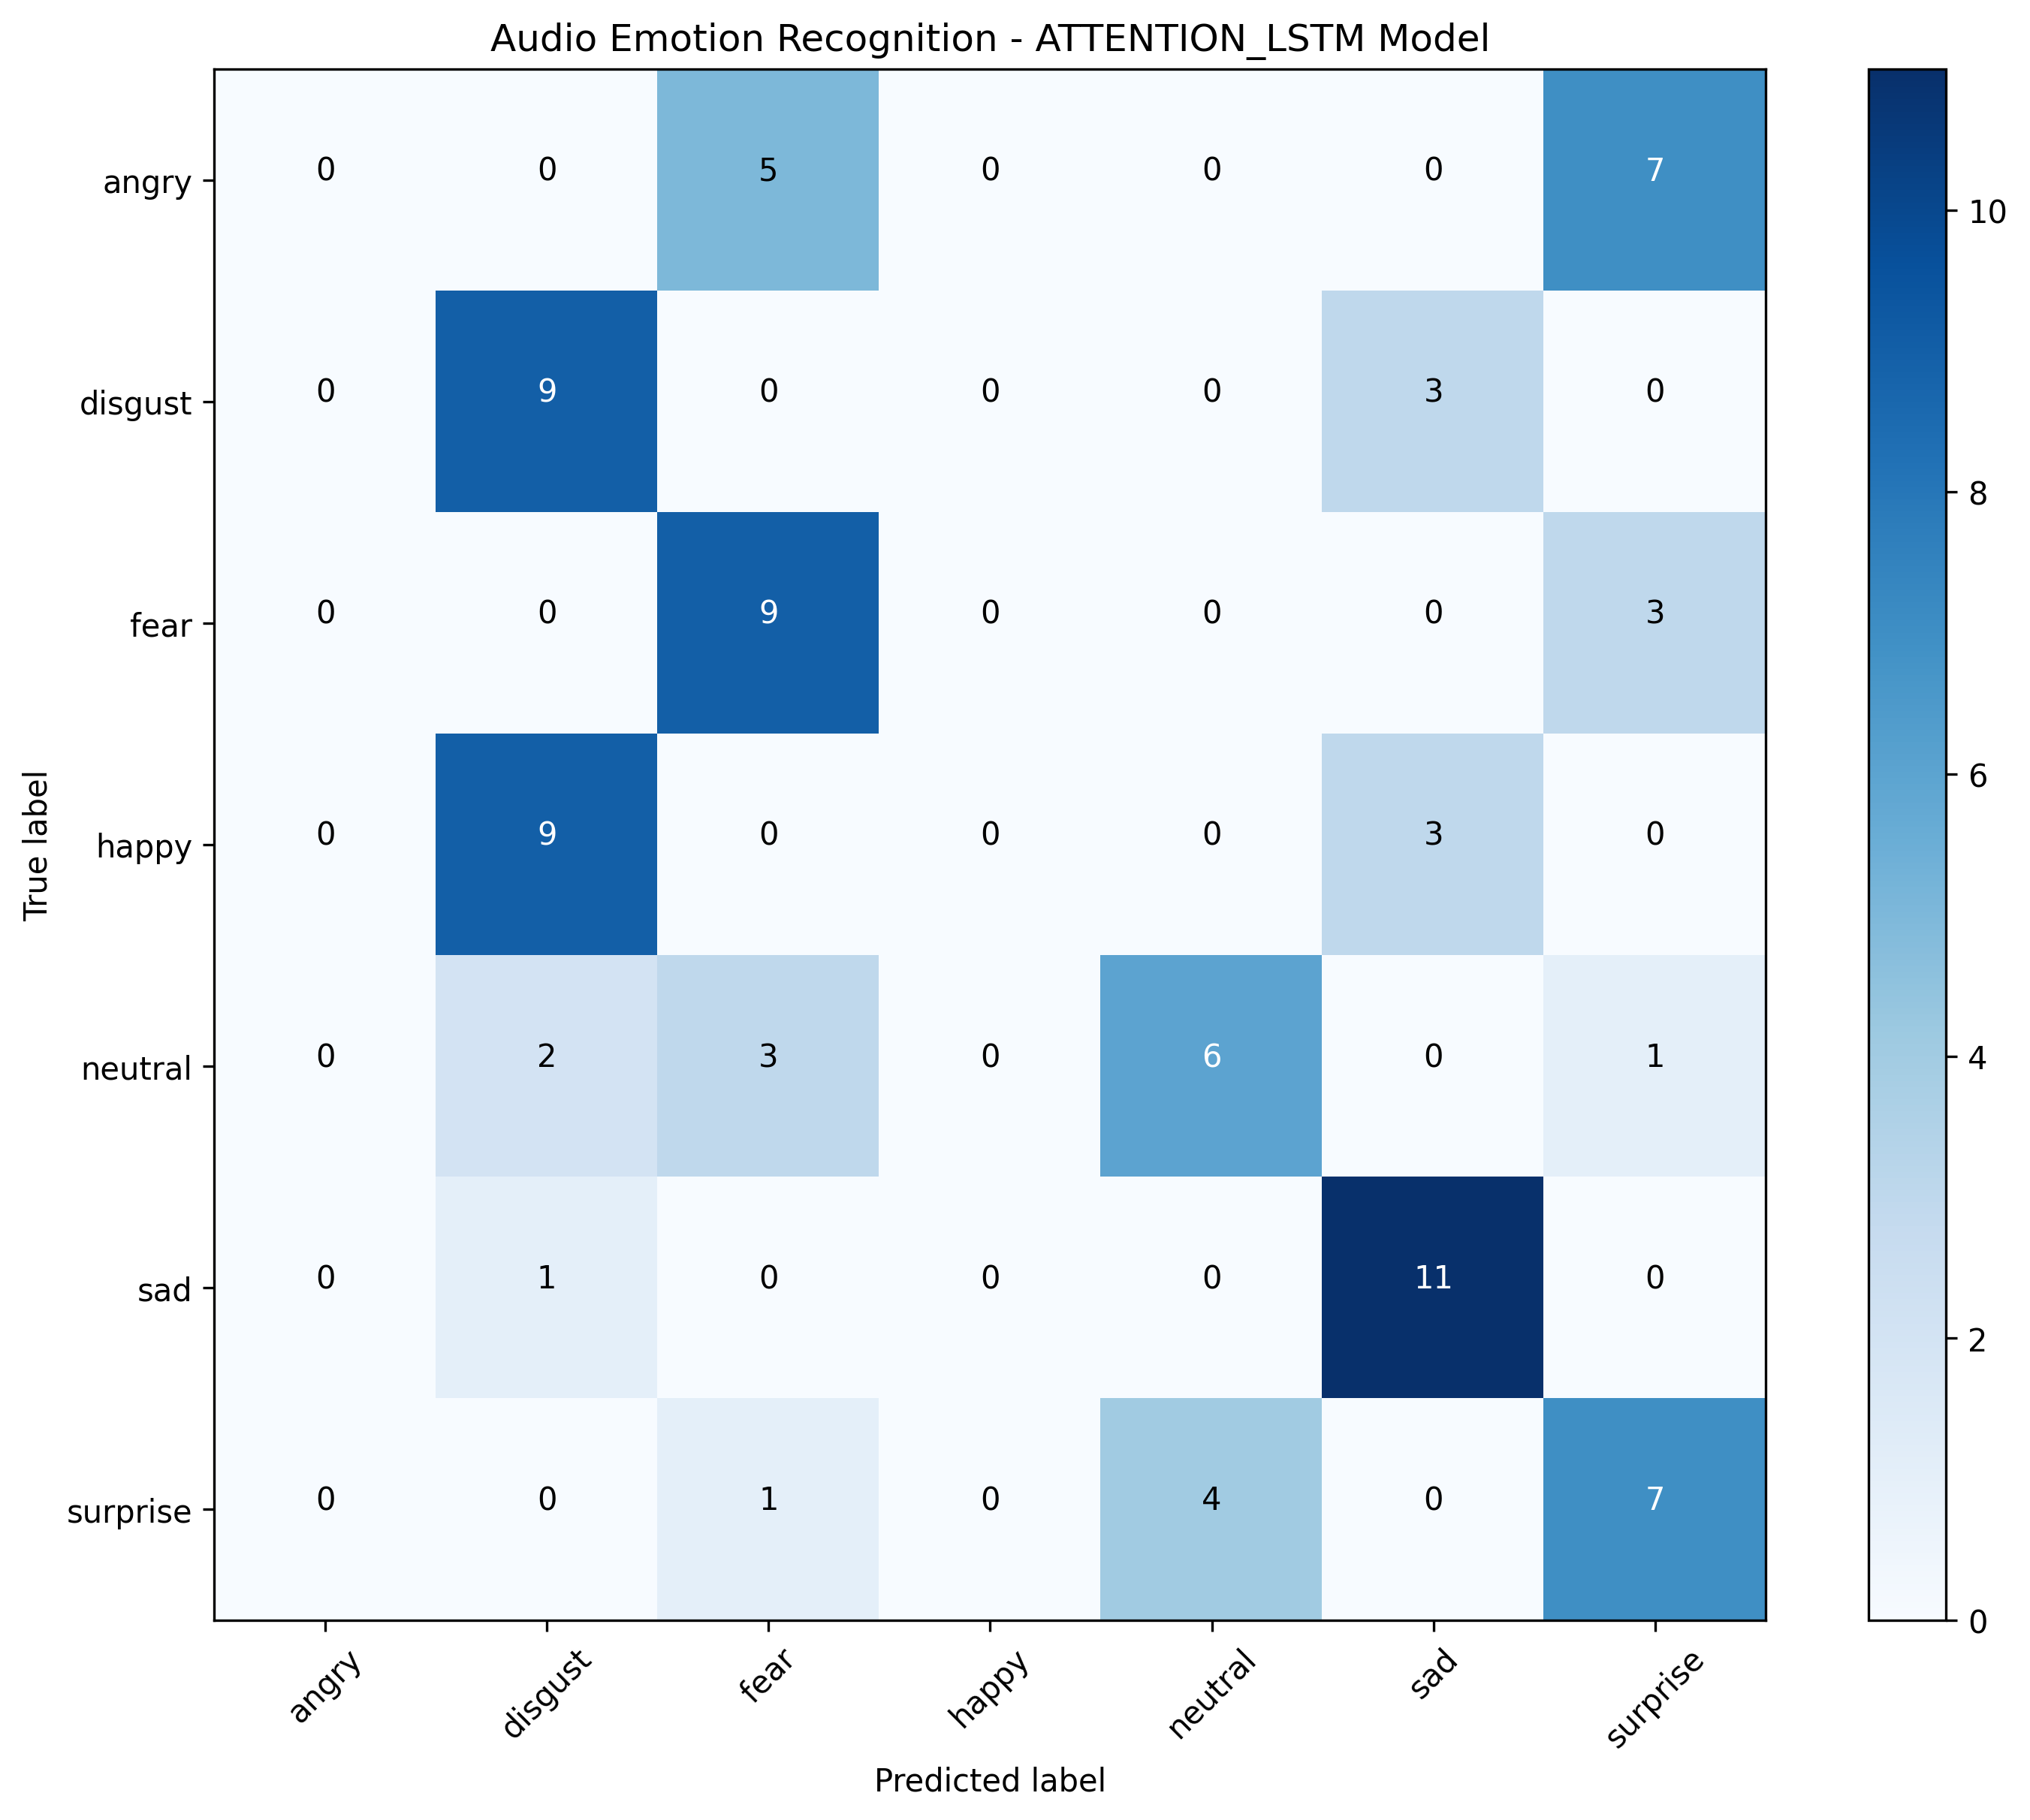 Audio Emotion Recognition - ATTENTION_LSTM Model
angry 0 0 5 0 0 0 7
disgust 0 9 0 0 0 3 0
fear 0 0 9 0 0 0 3
happy 0 9 0 0 0 3 0
neutral 0 2 3 0 6 0 1
sad 0 1 0 0 0 11 0
surprise 0 0 1 0 4 0 7
True label
angry disgust fear happy neutral sad surprise
Predicted label
10
8
6
4
2
0